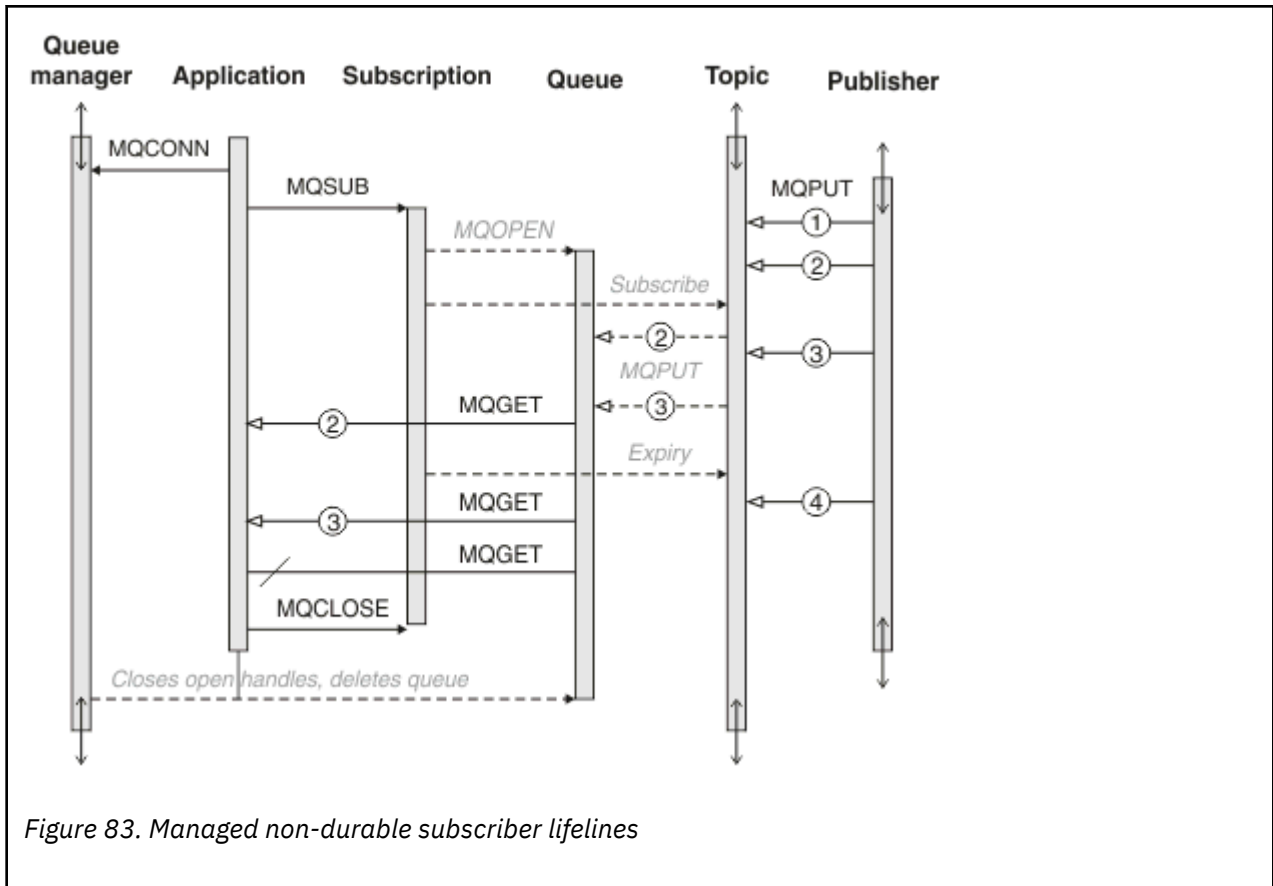 Queue
manager
Application
Subscription
Queue
Topic
Publisher
MQCONN
MQSUB
MQPUT
MQOPEN
1
2
Subscribe
2
3
MQPUT
MQGET
3
2
Expiry
MQGET
4
3
MQGET
MQCLOSE
Closes open handles, deletes queue
Figure 83. Managed non-durable subscriber lifelines